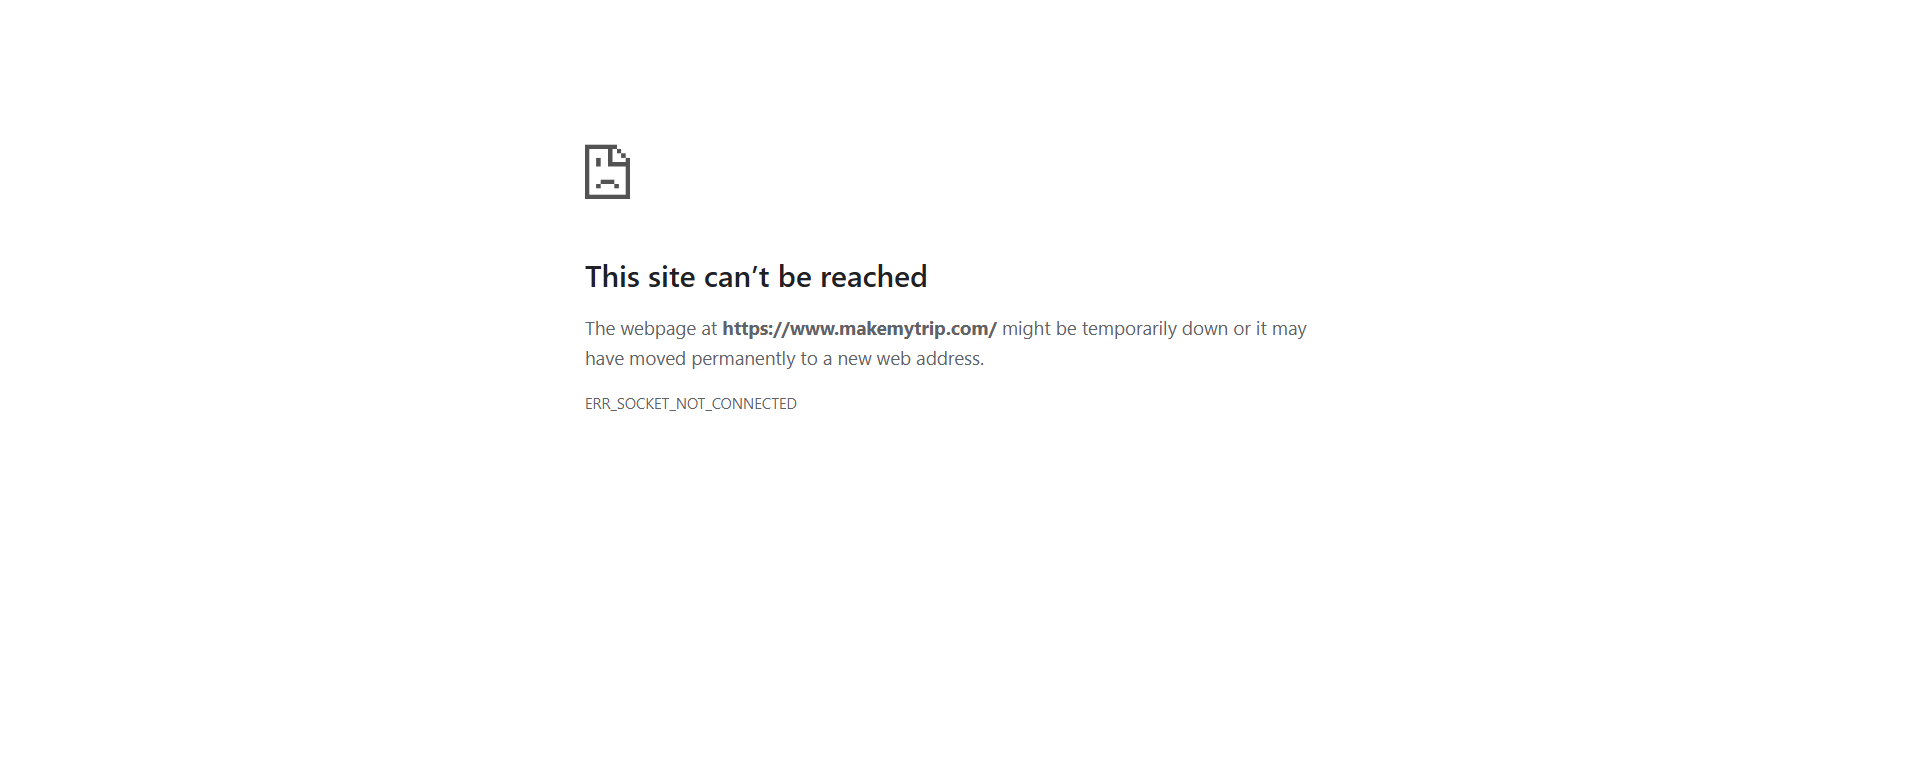 This site can’t be reached
The webpage at https://www.makemytrip.com/ might be temporarily down or it may
have moved permanently to a new web address.
ERR_SOCKET_NOT_CONNECTED